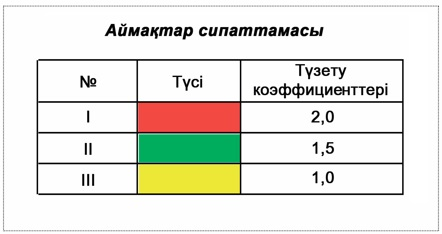 Аймақтар сипаттамасы
№ Түсі Түзету коэффициенттері
I 2,0
II 1,5
III 1,0